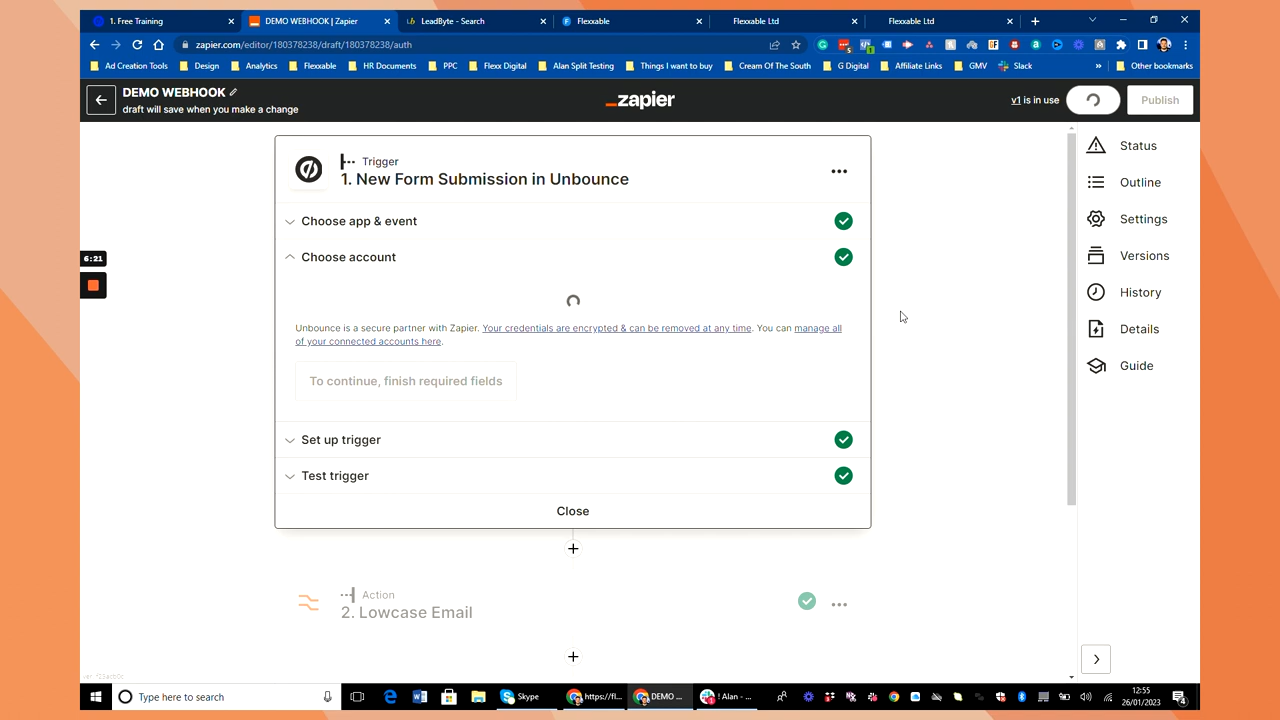 1. Free Training
DEMO WEBHOOK | Zapier
LeadByte - Search
Flexxable
Flexxable Ltd
Flexxable Ltd
zapier.com/editor/180378238/draft/180378238/auth
Ad Creation Tools
Design
Analytics
Flexxable
HR Documents
PPC
Flexx Digital
Alan Split Testing
Things I want to buy
Cream Of The South
G Digital
Affiliate Links
GMV
Slack
Other bookmarks
DEMO WEBHOOK
draft will save when you make a change
zapier
v1 is in use
Publish
Trigger
1. New Form Submission in Unbounce
Choose app & event
Choose account
Unbounce is a secure partner with Zapier. Your credentials are encrypted & can be removed at any time. You can manage all
of your connected accounts here.
To continue, finish required fields
Set up trigger
Test trigger
Close
Action
2. Lowcase Email
Status
Outline
Settings
Versions
History
Details
Guide
6:21
Type here to search
Skype
https://fl...
DEMO ...
! Alan - ...
12:55
26/01/2023